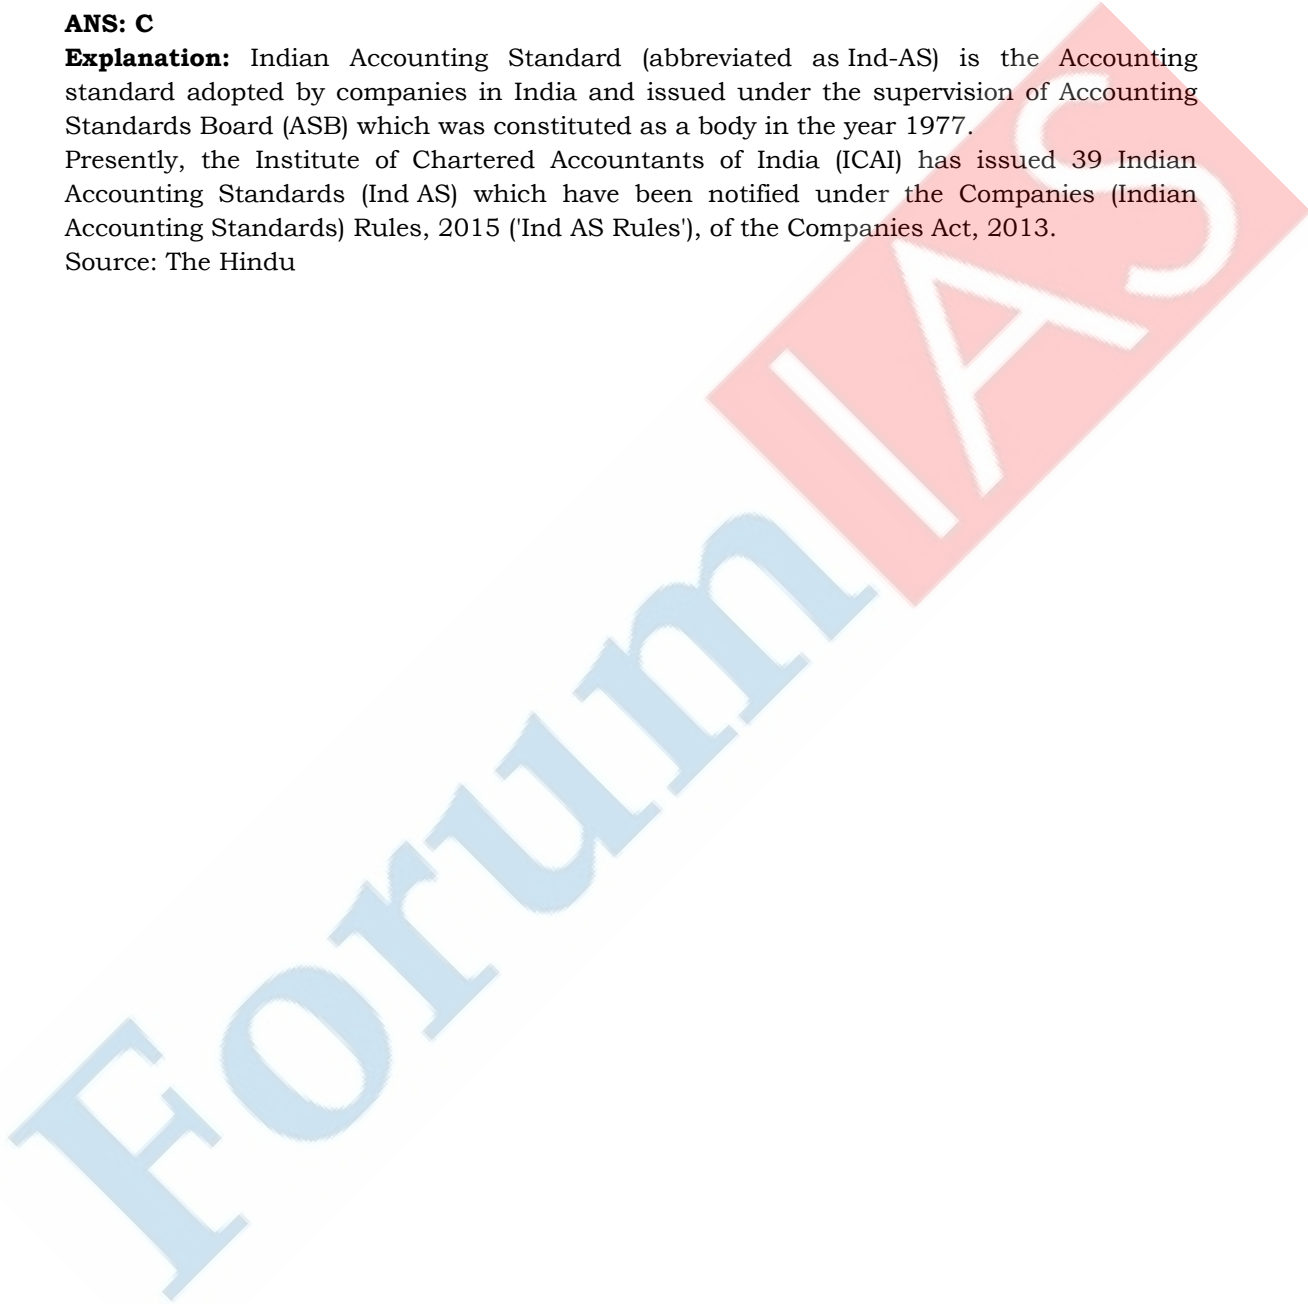 ANS: C
Explanation: Indian Accounting Standard (abbreviated as Ind-AS) is the Accounting
standard adopted by companies in India and issued under the supervision of Accounting
Standards Board (ASB) which was constituted as a body in the year 1977.
Presently, the Institute of Chartered Accountants of India (ICAI) has issued 39 Indian
Accounting Standards (Ind AS) which have been notified under the Companies (Indian
Accounting Standards) Rules, 2015 ('Ind AS Rules'), of the Companies Act, 2013.
Source: The Hindu
Forum IAS